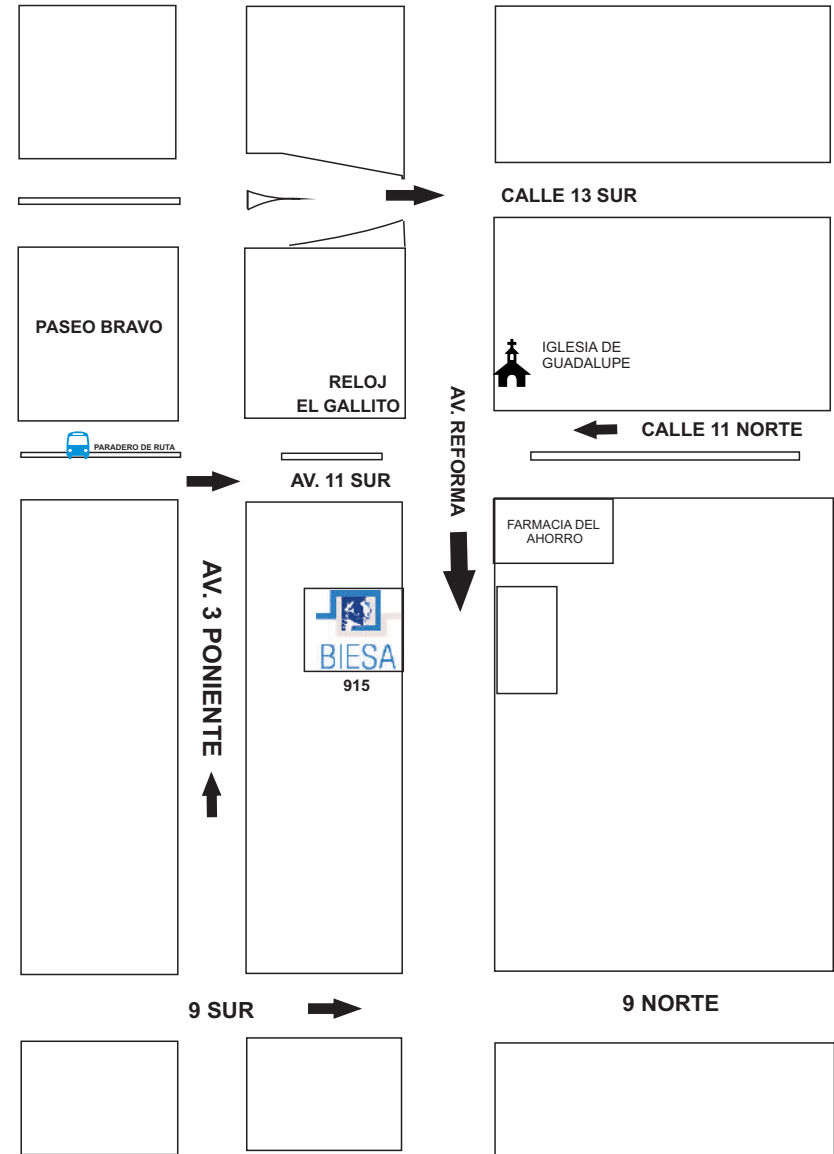 CALLE 13 SUR
PASEO BRAVO
IGLESIA DE
GUADALUPE
RELOJ
EL GALLITO
AV. REFORMA
CALLE 11 NORTE
PARADERO DE RUTA
AV. 11 SUR
FARMACIA DEL
AHORRO
AV. 3 PONIENTE
BIESA
915
9 SUR
9 NORTE